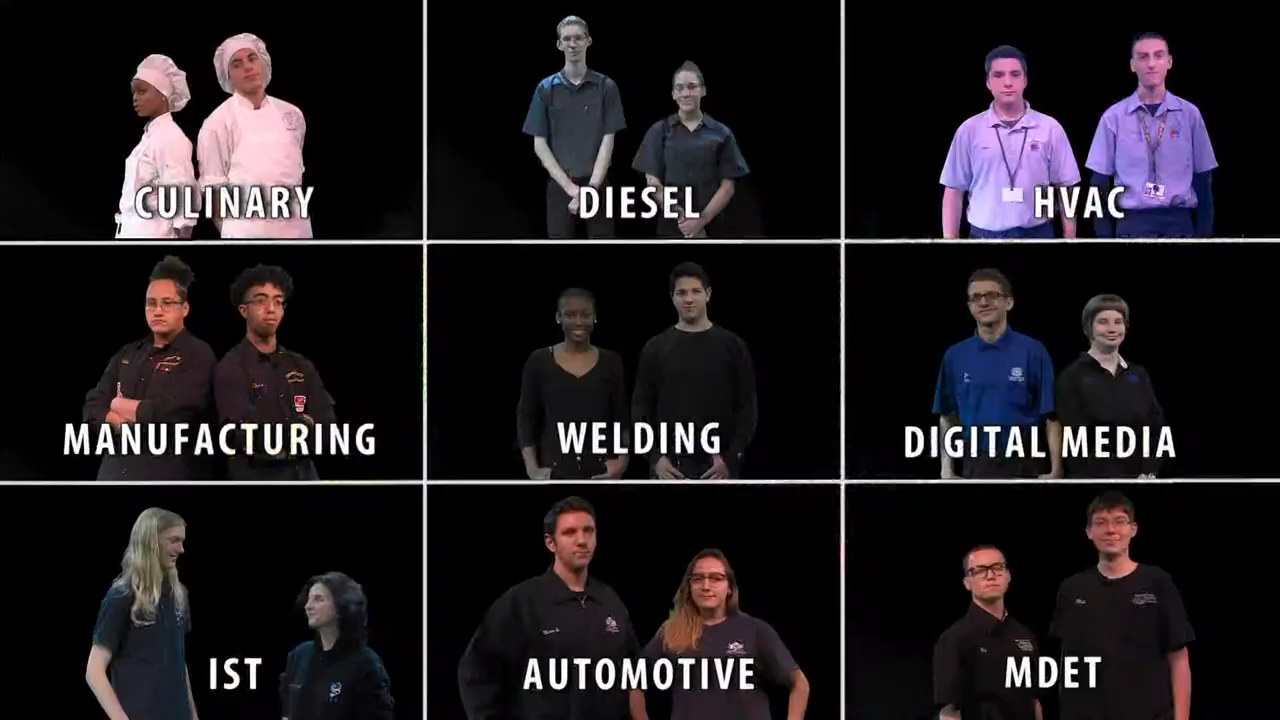 CULINARY
DIESEL
HVAC
MANUFACTURING
WELDING
DIGITAL MEDIA
IST
AUTOMOTIVE
MDET